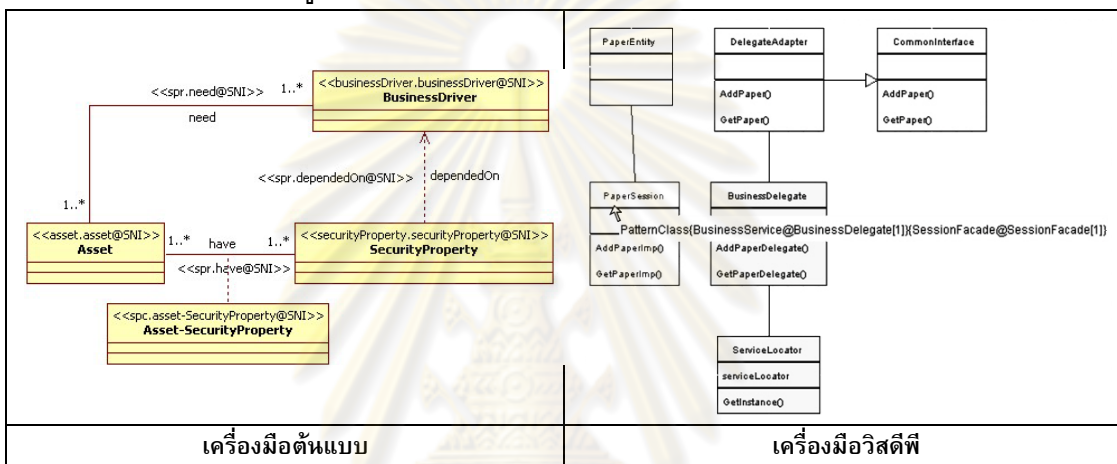 <<businessDriver.businessDriver@SNI>>
BusinessDriver
<<spr.need@SNI>>
1..*
need
<<spr.dependedOn@SNI>>
dependedOn
1..*
<<asset.asset@SNI>>
Asset
1..*
have
1..*
<<spr.have@SNI>>
<<securityProperty.securityProperty@SNI>>
SecurityProperty
<<spc.asset-SecurityProperty@SNI>>
Asset-SecurityProperty
PaperEntity
DelegateAdapter
AddPaper()
GetPaper()
CommonInterface
AddPaper()
GetPaper()
PaperSession
AddPaperImp()
GetPaperImp()
BusinessDelegate
PatternClass{BusinessService@BusinessDelegate[1]}{SessionFacade@SessionFacade[1]}
AddPaperDelegate()
GetPaperDelegate()
ServiceLocator
serviceLocator
GetInstance()
เครื่องมือต้นแบบ
เครื่องมือวิสดีพี